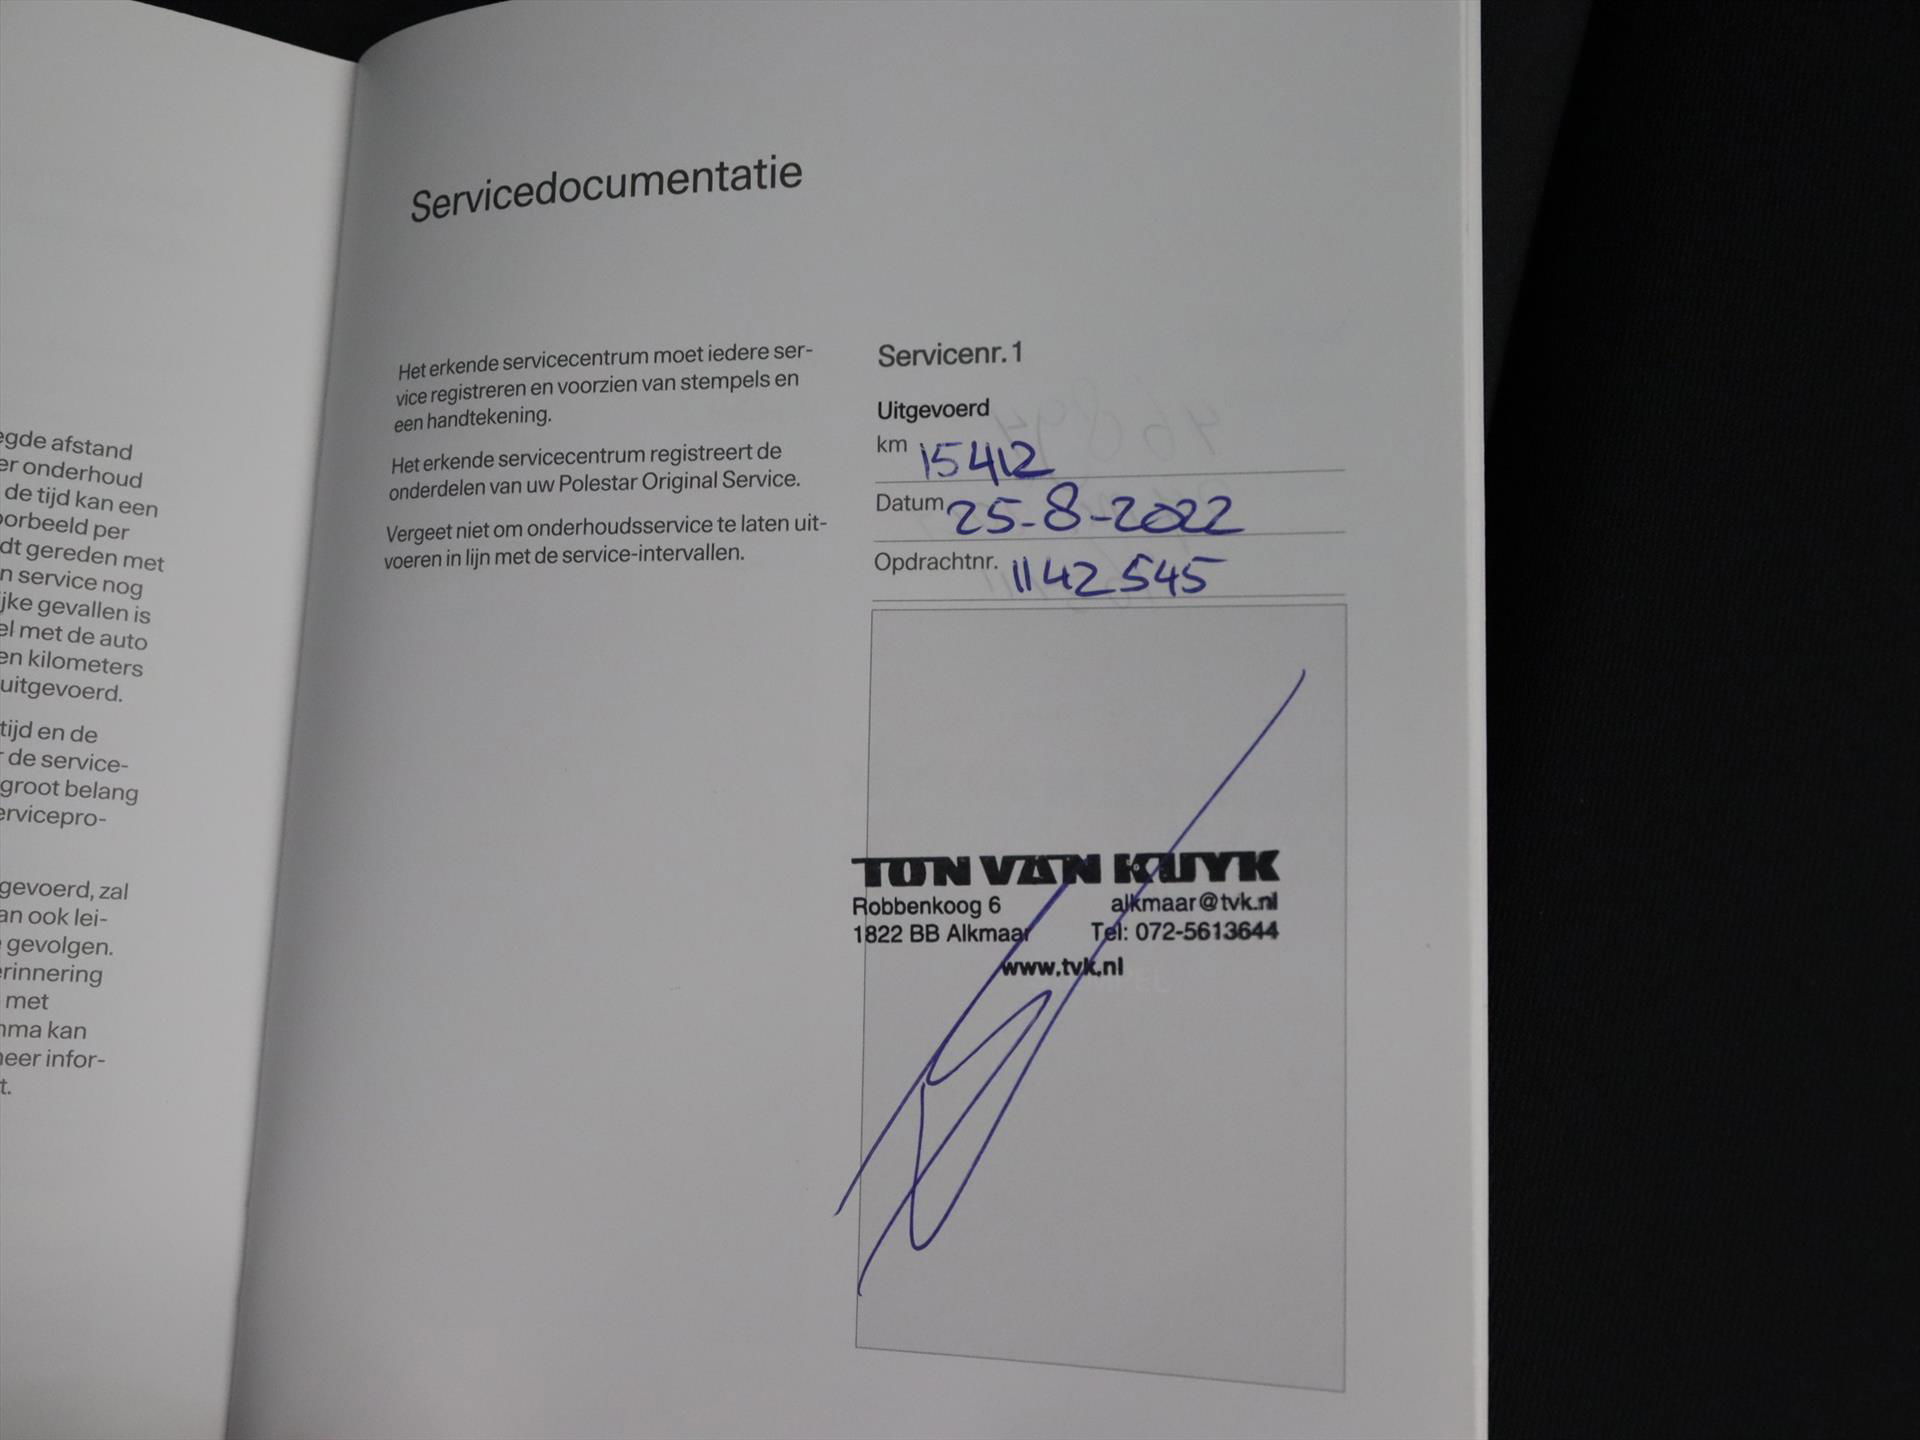 egde afstand
er onderhoud
de tijd kan een
oorbeeld per
dt gereden met
n service nog
ijke gevallen is
el met de auto
en kilometers
uitgevoerd.
tijd en de
r de service-
groot belang
ervicepro-
gevoerd, zal
an ook lei-
e gevolgen.
erinnering
met
mma kan
neer infor-
t.
Servicedocumentatie
Het erkende servicecentrum moet iedere ser-
vice registreren en voorzien van stempels en
een handtekening.
Het erkende servicecentrum registreert de
onderdelen van uw Polestar Original Service.
Vergeet niet om onderhoudsservice te laten uit-
voeren in lijn met de service-intervallen.
Servicenr. 1
Uitgevoerd
km 15412
Datum 25-8-2022
Opdrachtnr. 1142545
TON VAN KUYK
Robbenkoog 6 alkmaar@tvk.nl
1822 BB Alkmaar Tel: 072-5613644
www.tvk.nl